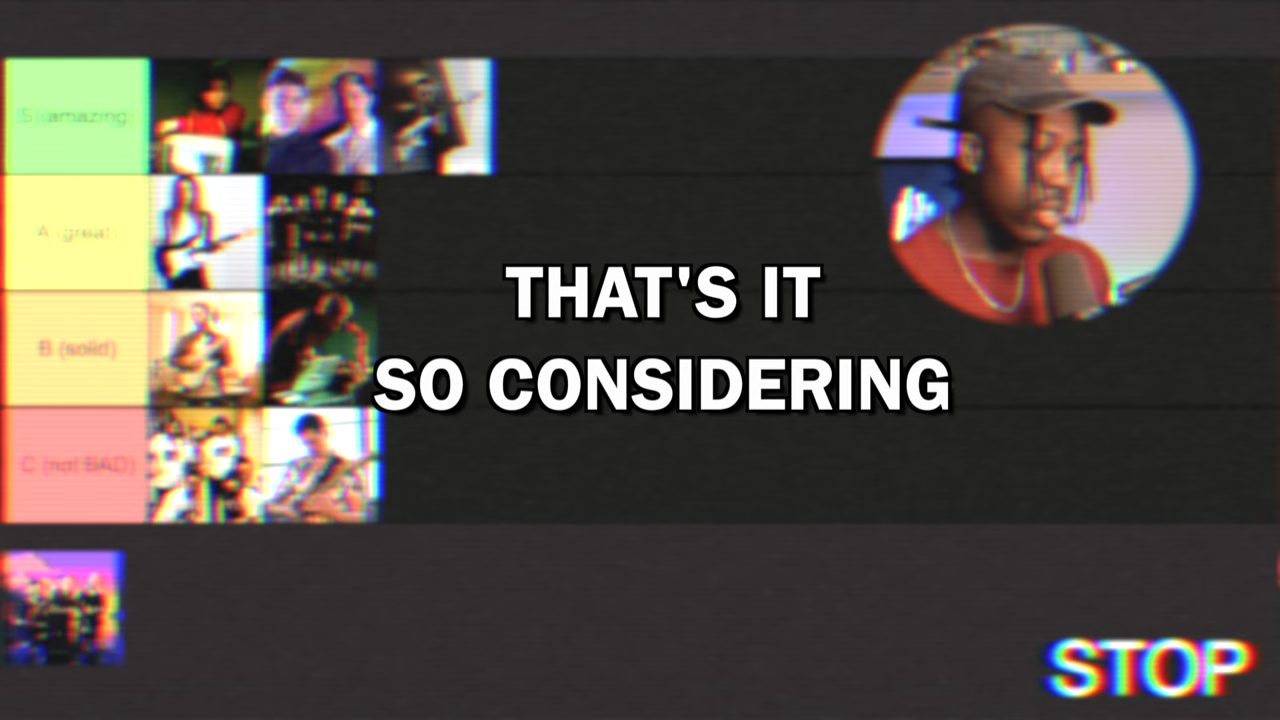 S (amazing)
A (great)
THAT'S IT
B (solid)
SO CONSIDERING
C (not BAD)
STOP